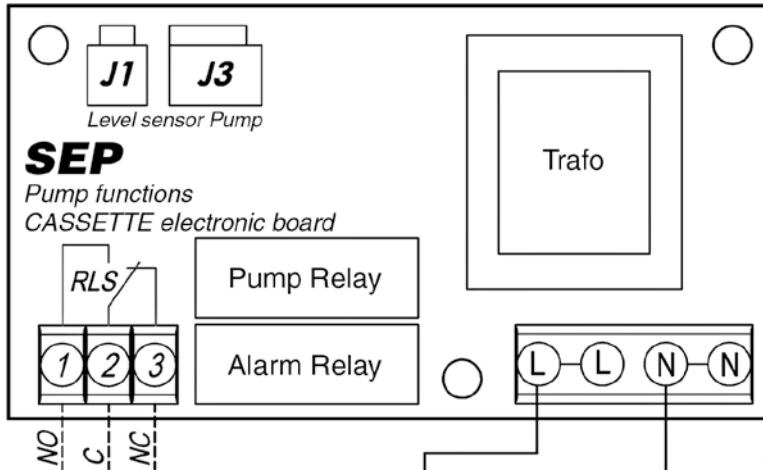 J1 J3
Level sensor Pump
SEP
Pump functions
CASSETTE electronic board
Trafo
RLS
Pump Relay
Alarm Relay
1 2 3
L L N N
NO C NC